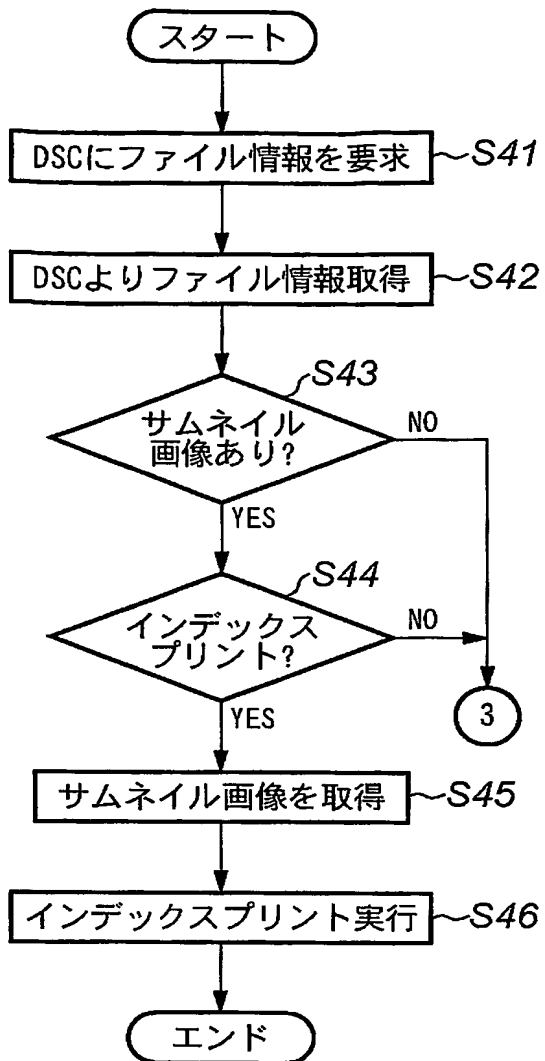 スタート
DSCにファイル情報を要求
S41
DSCよりファイル情報取得
S42
S43
サムネイル
画像あり?
NO
YES
S44
インデックス
プリント?
NO
3
YES
サムネイル画像を取得
S45
インデックスプリント実行
S46
エンド